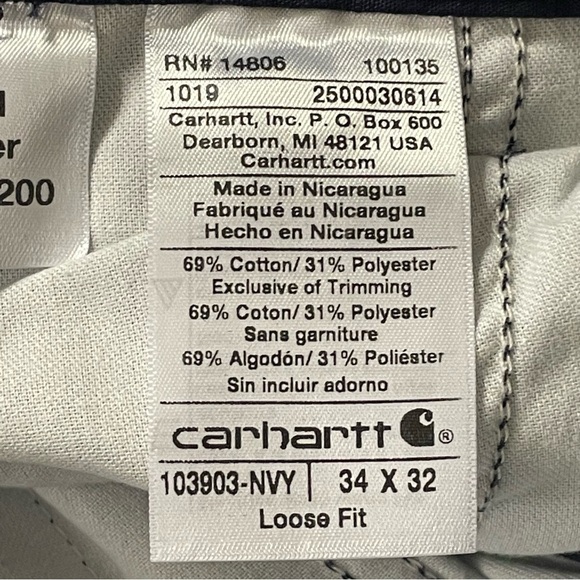 200
RN# 14806 100135
1019 2500030614
Carhartt, Inc. P. O. Box 600
Dearborn, MI 48121 USA
Carhartt.com
Made in Nicaragua
Fabriqué au Nicaragua
Hecho en Nicaragua
69% Cotton/ 31% Polyester
Exclusive of Trimming
69% Coton/ 31% Polyester
Sans garniture
69% Algodón/ 31% Poliéster
Sin incluir adorno
carhartt ®
103903-NVY 34 X 32
Loose Fit